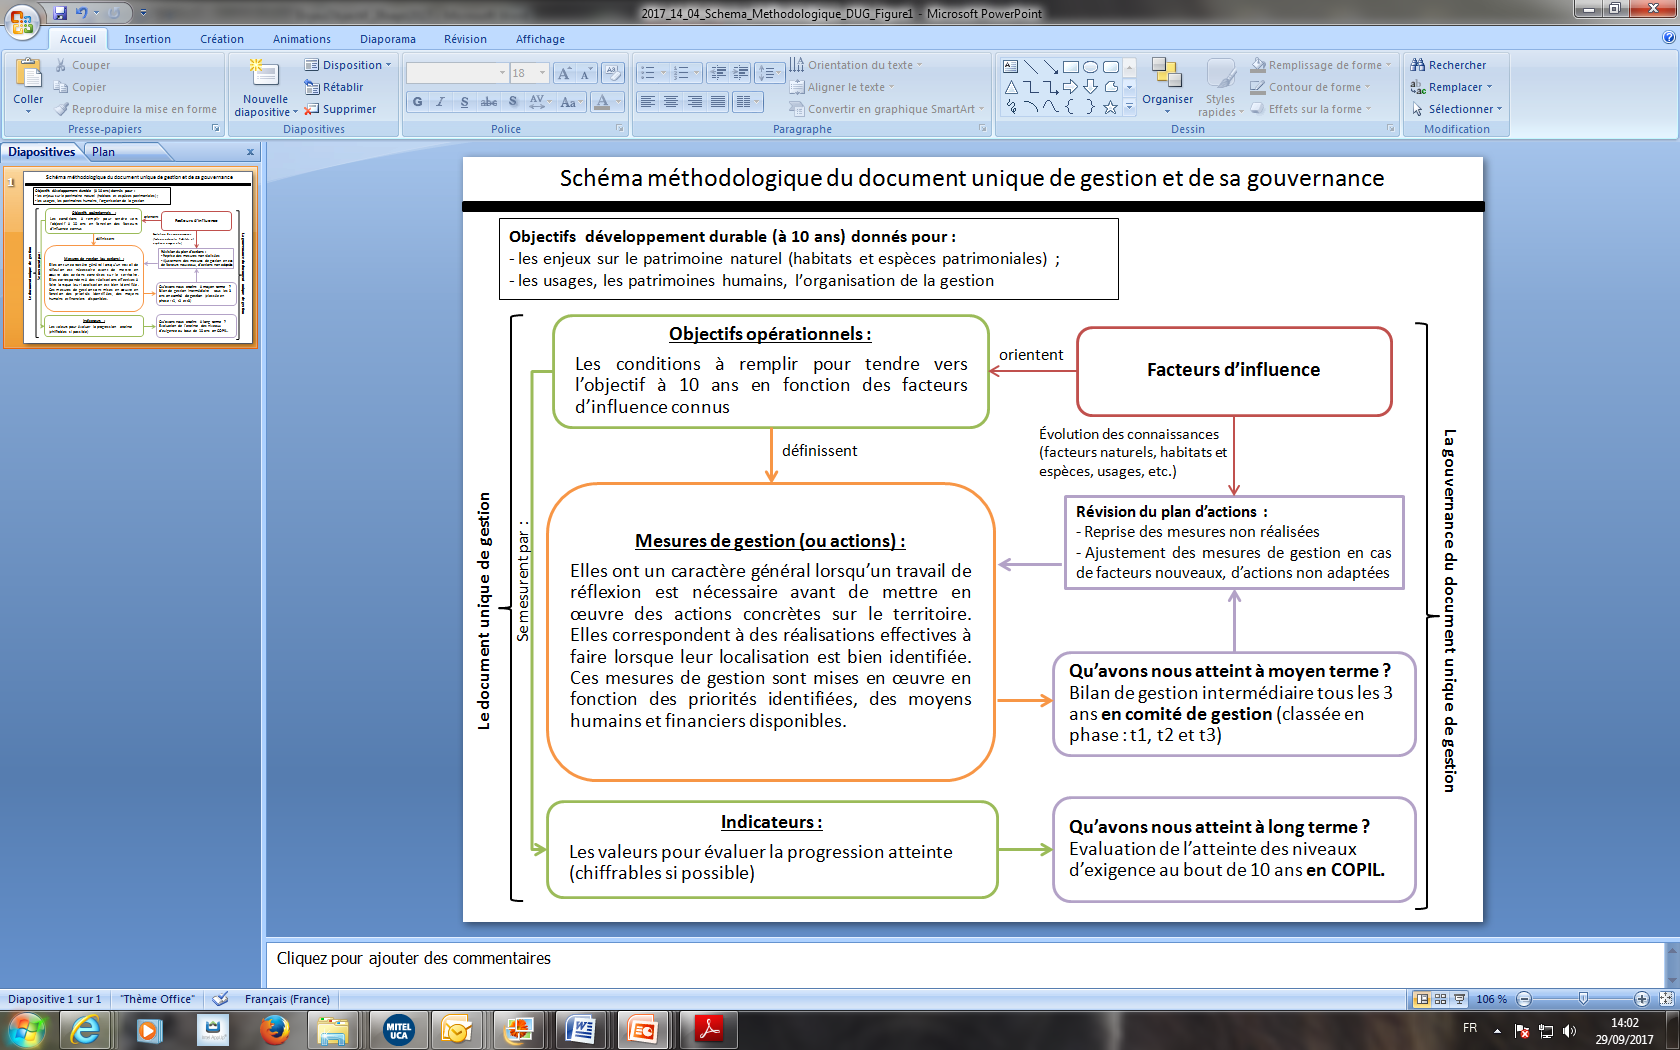 2017_14_04_Schema_Methodologique_DUG_Figure1 - Microsoft PowerPoint
Accueil Insertion Création Animations Diaporama Révision Affichage
Coller
Couper
Copier
Reproduire la mise en forme
Presse-papiers
Nouvelle
diapositive
Disposition
Rétablir
Supprimer
Diapositives
18
G I S abc S AV Aa A
Police
Orientation du texte
Aligner le texte
Convertir en graphique SmartArt
Paragraphe
Organiser
Styles
rapides
Remplissage de forme
Contour de forme
Effets sur la forme
Dessin
Rechercher
Remplacer
Sélectionner
Modification
Diapositives Plan x
1
Schéma méthodologique du document unique de gestion et de sa gouvernance
Objectifs développement durable (à 10 ans) donnés pour :
- les enjeux sur le patrimoine naturel (habitats et espèces patrimoniales) ;
- les usages, les patrimoines humains, l’organisation de la gestion
Le document unique de gestion
Se mesurent par :
Objectifs opérationnels :
Les conditions à remplir pour tendre vers
l’objectif à 10 ans en fonction des facteurs
d’influence connus
orientent
Facteurs d’influence
définissent
Évolution des connaissances
(facteurs naturels, habitats et
espèces, usages, etc.)
Mesures de gestion (ou actions) :
Elles ont un caractère général lorsqu’un travail de
réflexion est nécessaire avant de mettre en
œuvre des actions concrètes sur le territoire.
Elles correspondent à des réalisations effectives à
faire lorsque leur localisation est bien identifiée.
Ces mesures de gestion sont mises en œuvre en
fonction des priorités identifiées, des moyens
humains et financiers disponibles.
Révision du plan d’actions :
- Reprise des mesures non réalisées
- Ajustement des mesures de gestion en cas
de facteurs nouveaux, d’actions non adaptées
Qu’avons nous atteint à moyen terme ?
Bilan de gestion intermédiaire tous les 3
ans en comité de gestion (classée en
phase : t1, t2 et t3)
Indicateurs :
Les valeurs pour évaluer la progression atteinte
(chiffrables si possible)
Qu’avons nous atteint à long terme ?
Evaluation de l’atteinte des niveaux
d’exigence au bout de 10 ans en COPIL.
La gouvernance du document unique de gestion
Cliquez pour ajouter des commentaires
Diapositive 1 sur 1 "Thème Office" Français (France) 106 %
MITEL
UCA
FR
14:02
29/09/2017